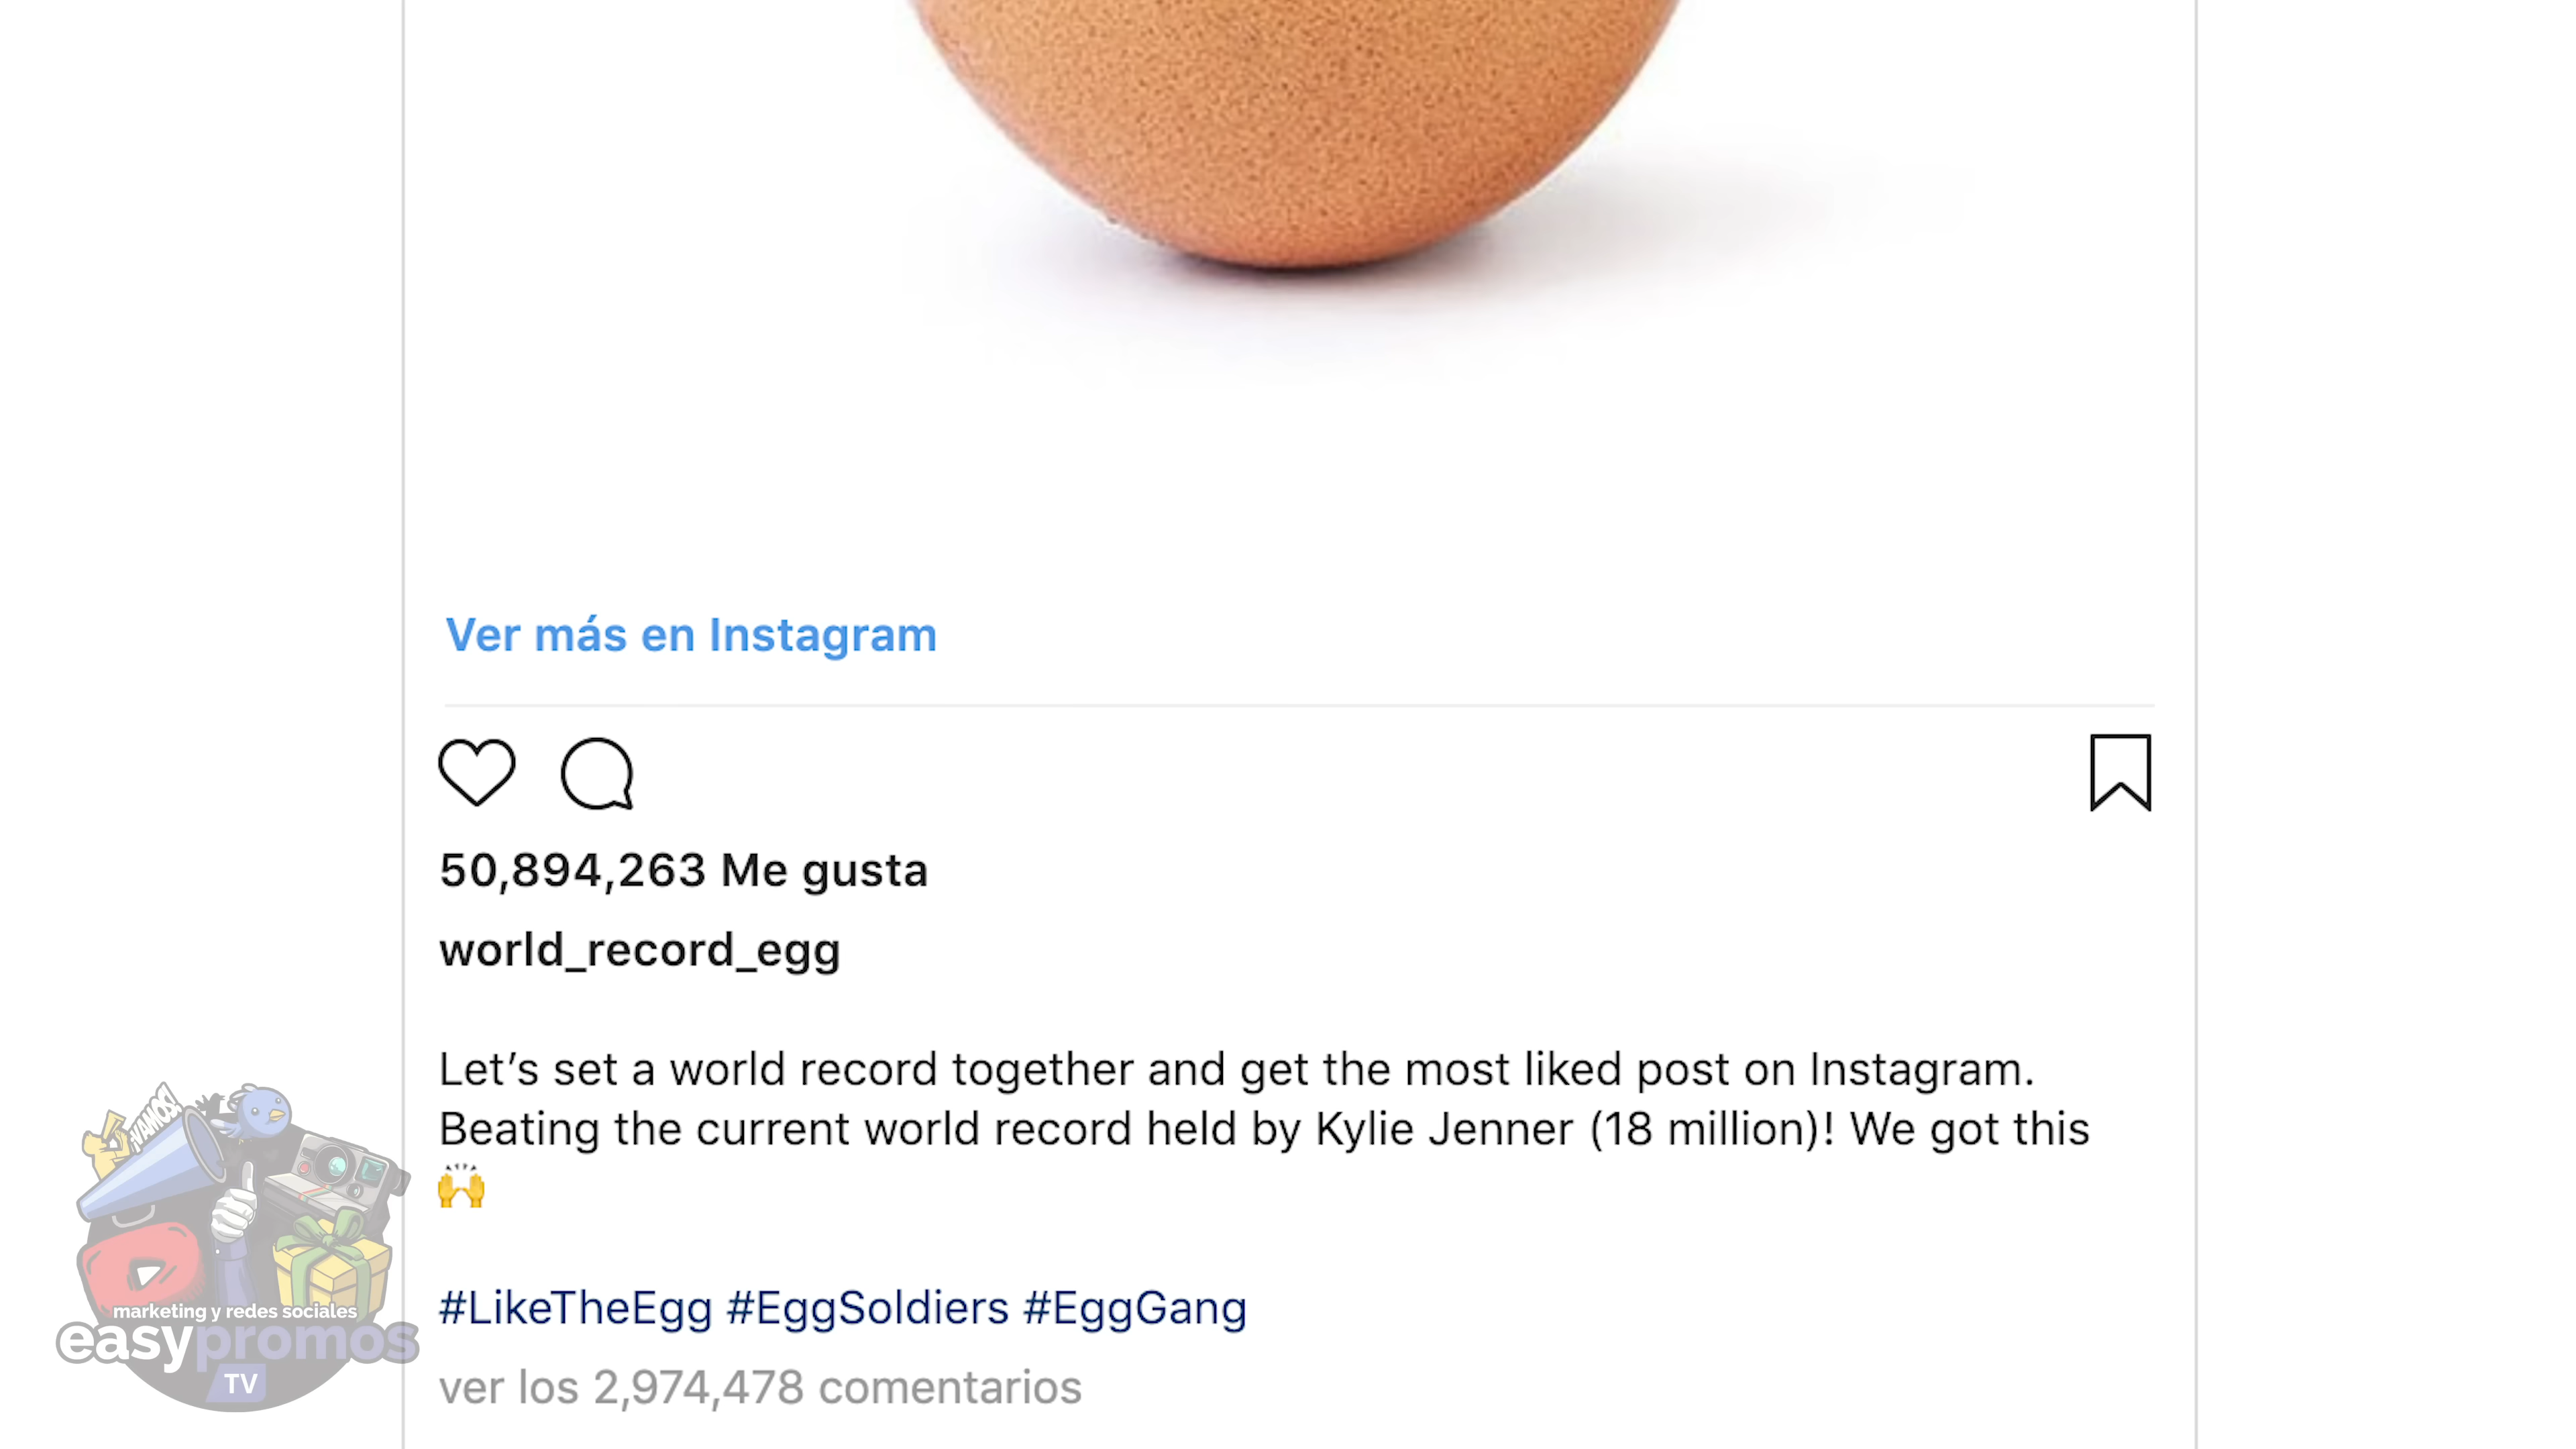 Ver más en Instagram
50,894,263 Me gusta
world_record_egg
Let’s set a world record together and get the most liked post on Instagram.
Beating the current world record held by Kylie Jenner (18 million)! We got this
🙌
#LikeTheEgg #EggSoldiers #EggGang
ver los 2,974,478 comentarios
¡VAMOS!
marketing y redes sociales
easypromos
TV